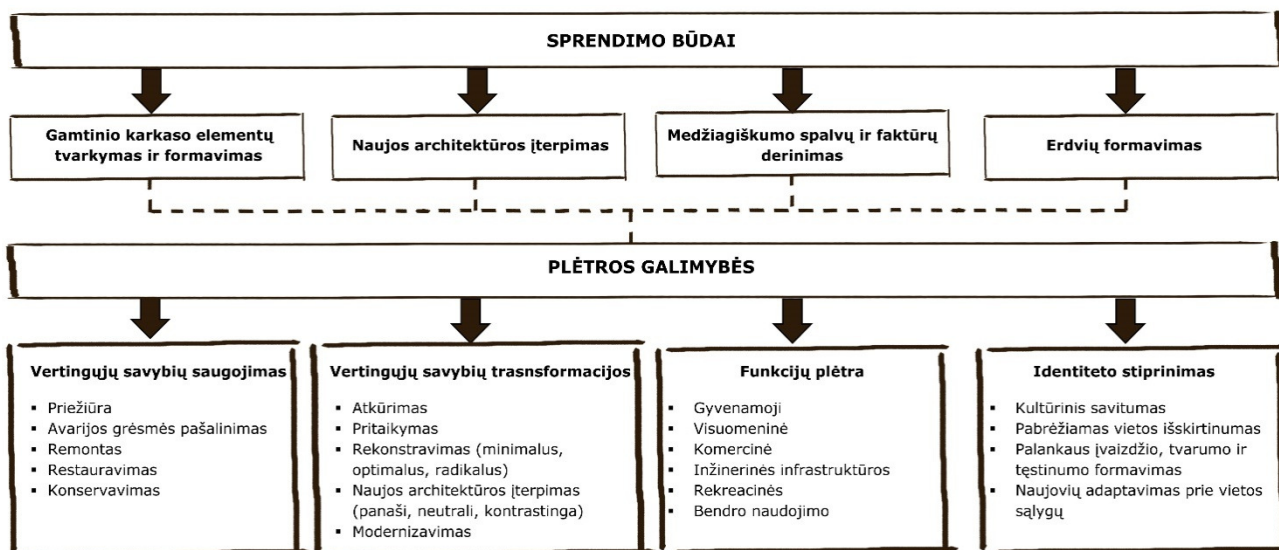 SPRENDIMO BŪDAI
Gamtinio karkaso elementų
tvarkymas ir formavimas
Naujos architektūros įterpimas
Medžiagiškumo spalvų ir faktūrų
derinimas
Erdvių formavimas
PLĖTROS GALIMYBĖS
Vertingųjų savybių saugojimas
▪ Priežiūra
▪ Avarijos grėsmės pašalinimas
▪ Remontas
▪ Restauravimas
▪ Konservavimas
Vertingųjų savybių trasnsformacijos
▪ Atkūrimas
▪ Pritaikymas
▪ Rekonstravimas (minimalus,
optimalus, radikalus)
▪ Naujos architektūros įterpimas
(panaši, neutrali, kontrastinga)
▪ Modernizavimas
Funkcijų plėtra
▪ Gyvenamoji
▪ Visuomeninė
▪ Komercinė
▪ Inžinerinės infrastruktūros
▪ Rekreacinės
▪ Bendro naudojimo
Identiteto stiprinimas
▪ Kultūrinis savitumas
▪ Pabrėžiamas vietos išskirtinumas
▪ Palankaus įvaizdžio, tvarumo ir
tęstinumo formavimas
▪ Naujovių adaptavimas prie vietos
sąlygų